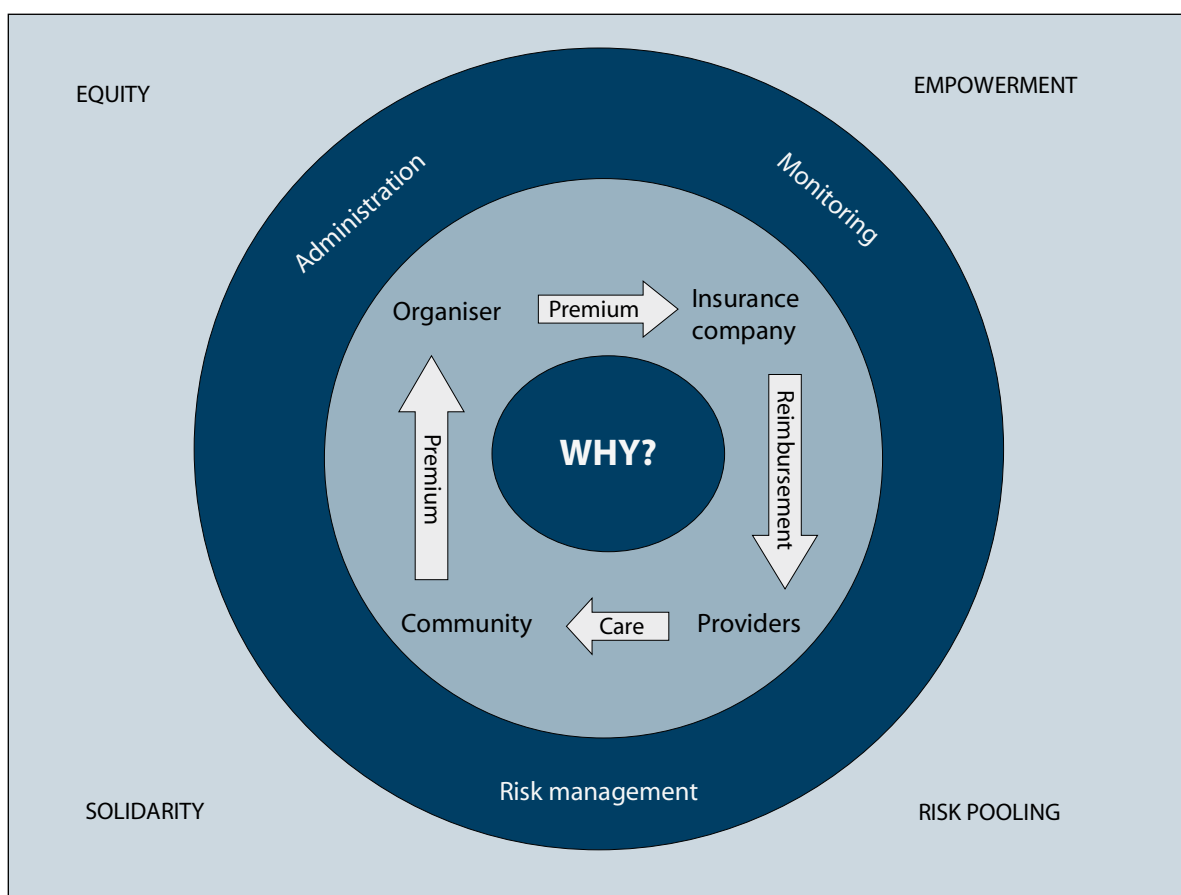 EQUITY
EMPOWERMENT
Administration
Monitoring
Organiser
Premium
Insurance
company
Premium
WHY?
Reimbursement
Community
Care
Providers
Risk management
SOLIDARITY
RISK POOLING